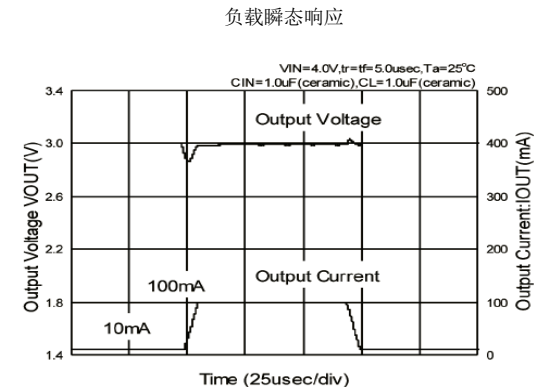 负载瞬态响应
VIN=4.0V,tr=tf=5.0usec,Ta=25°C
CIN=1.0uF(ceramic),CL=1.0uF(ceramic)
3.4
3.0
2.6
2.2
1.8
1.4
Output Voltage VOUT(V)
Output Voltage
Output Current
100mA
10mA
500
400
300
200
100
0
Output Current:IOUT(mA)
Time (25usec/div)